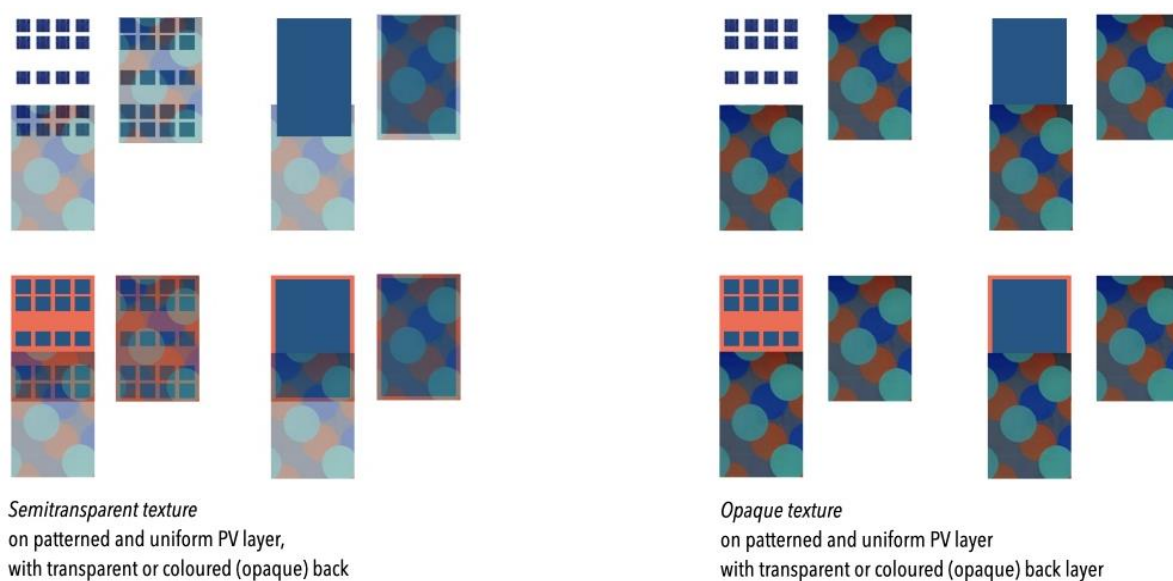 Semitransparent texture
on patterned and uniform PV layer,
with transparent or coloured (opaque) back
Opaque texture
on patterned and uniform PV layer
with transparent or coloured (opaque) back layer